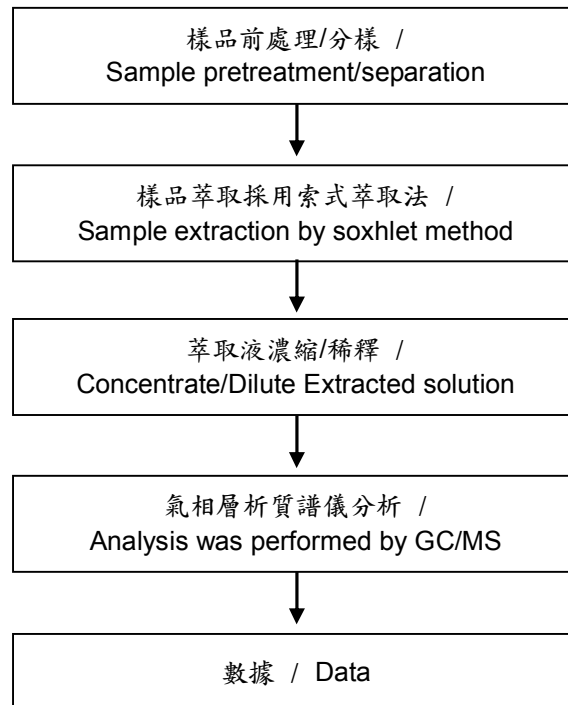 樣品前處理/分樣 /
Sample pretreatment/separation
樣品萃取採用索式萃取法 /
Sample extraction by soxhlet method
萃取液濃縮/稀釋 /
Concentrate/Dilute Extracted solution
氣相層析質譜儀分析 /
Analysis was performed by GC/MS
數據 / Data